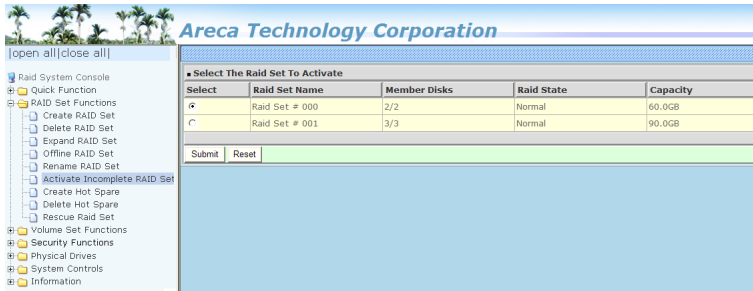 Areca Technology Corporation
|open all|close all|
Raid System Console
Quick Function
RAID Set Functions
Create RAID Set
Delete RAID Set
Expand RAID Set
Offline RAID Set
Rename RAID Set
Activate Incomplete RAID Set
Create Hot Spare
Delete Hot Spare
Rescue Raid Set
Volume Set Functions
Security Functions
Physical Drives
System Controls
Information
Select The Raid Set To Activate
Select Raid Set Name Member Disks Raid State Capacity
Raid Set # 000 2/2 Normal 60.0GB
Raid Set # 001 3/3 Normal 90.0GB
Submit Reset